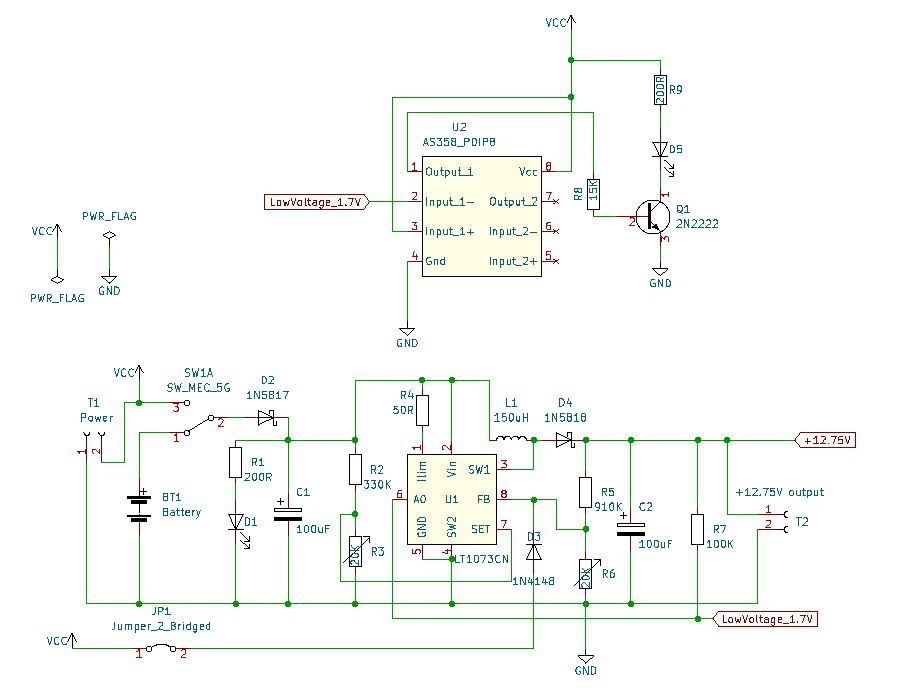 VCC
R9
200R
U2
AS358_PDIP8
D5
1 Output_1 Vcc 8
LowVoltage_1.7V
2 Input_1- Output_2 7
3 Input_1+ Input_2- 6
4 Gnd Input_2+ 5
R8
15K
1
2
3
Q1
2N2222
GND
GND
VCC
PWR_FLAG
PWR_FLAG
GND
VCC
SW1A
SW_MEC_5G
3
2
1
D2
1N5817
T1
Power
1
2
BT1
Battery
R1
200R
D1
C1
100uF
R2
330K
R3
20K
R4
50R
1
2
Ilim
Vin
SW1
3
6
AO
U1
FB
8
GND
SW2
SET
7
5
4
LT1073CN
L1
150uH
D4
1N5818
D3
1N4148
R5
910K
R6
20K
C2
100uF
R7
100K
+12.75V
+12.75V output
1
2
T2
LowVoltage_1.7V
GND
JP1
Jumper_2_Bridged
VCC
1
2